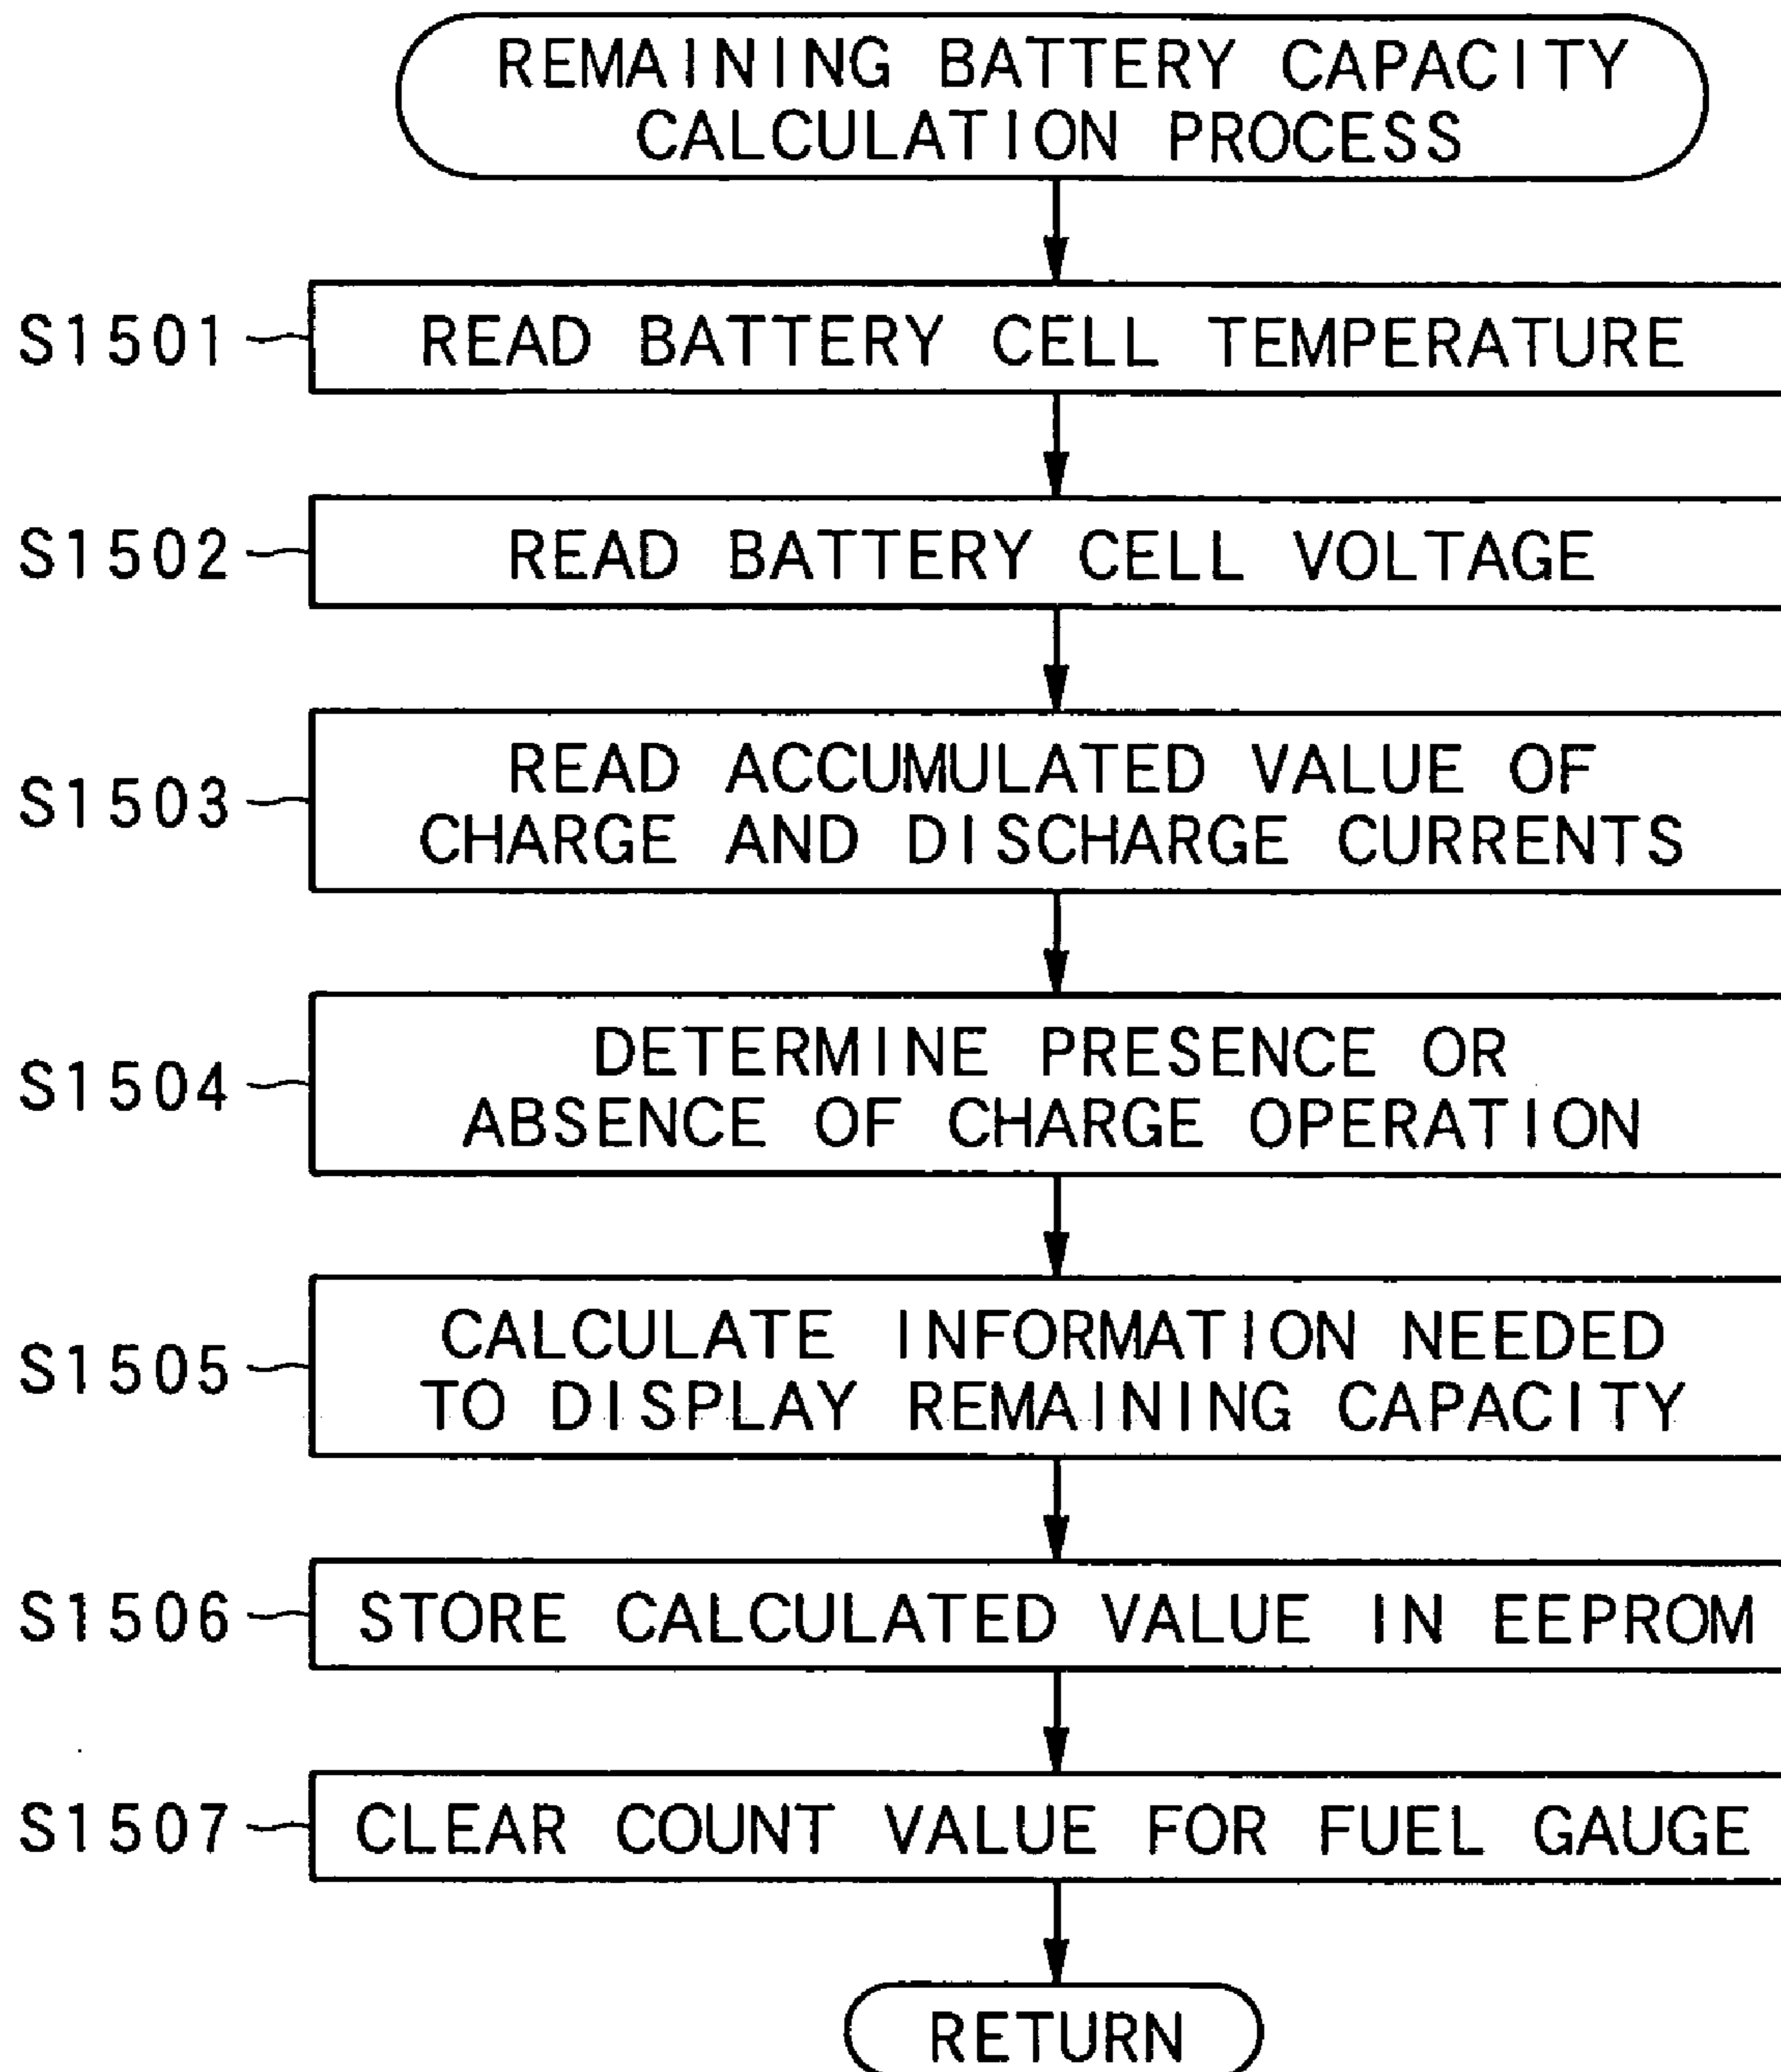 REMAINING BATTERY CAPACITY
CALCULATION PROCESS
S1501
READ BATTERY CELL TEMPERATURE
S1502
READ BATTERY CELL VOLTAGE
S1503
READ ACCUMULATED VALUE OF
CHARGE AND DISCHARGE CURRENTS
S1504
DETERMINE PRESENCE OR
ABSENCE OF CHARGE OPERATION
S1505
CALCULATE INFORMATION NEEDED
TO DISPLAY REMAINING CAPACITY
S1506
STORE CALCULATED VALUE IN EEPROM
S1507
CLEAR COUNT VALUE FOR FUEL GAUGE
RETURN